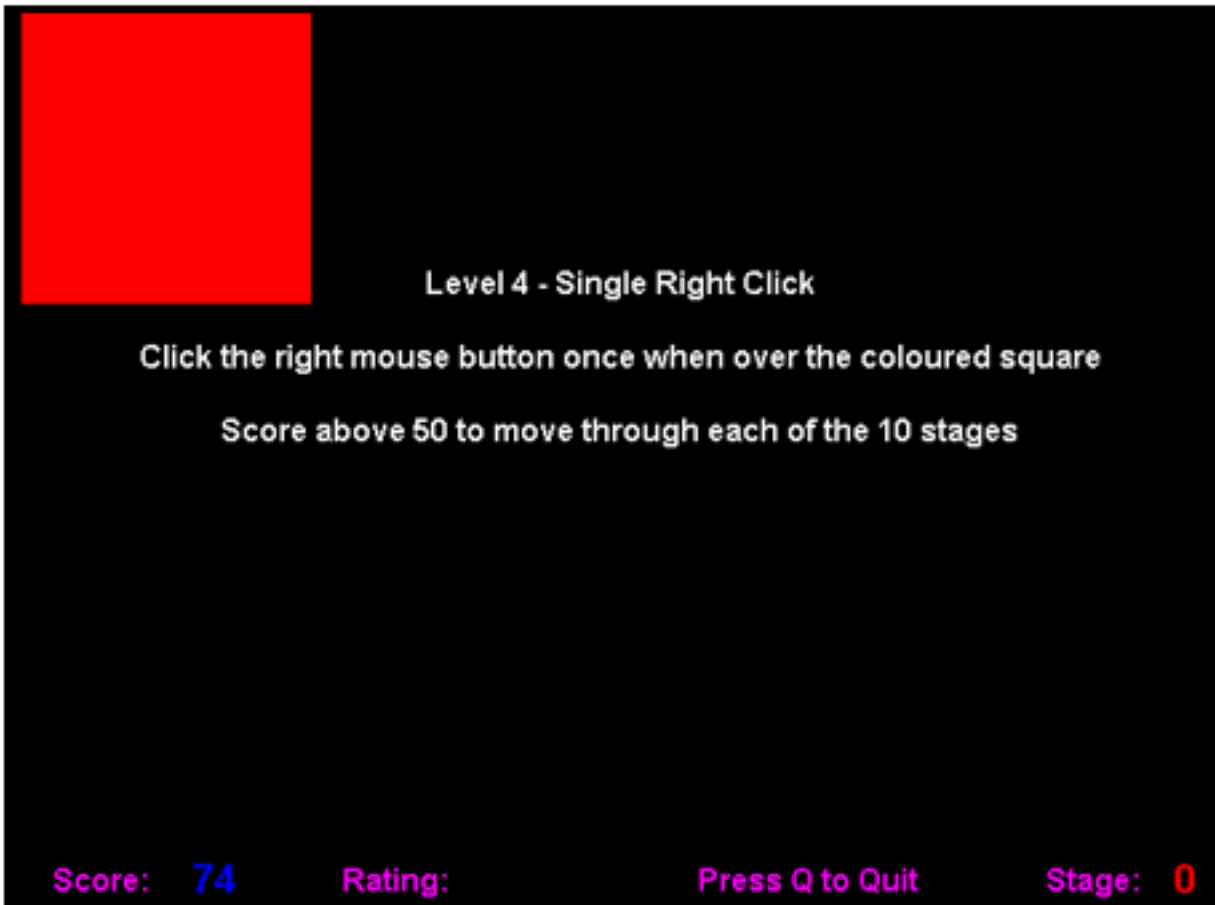 Level 4 - Single Right Click
Click the right mouse button once when over the coloured square
Score above 50 to move through each of the 10 stages
Score: 74 Rating: Press Q to Quit Stage: 0